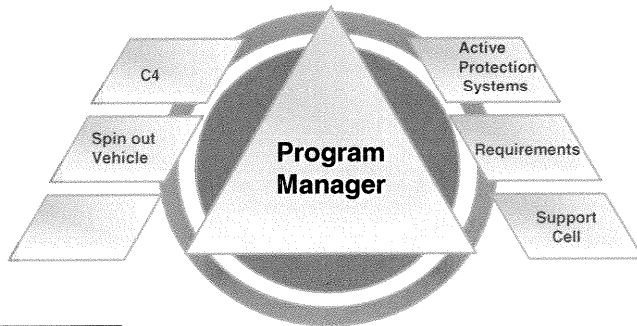 C4
Spin out
Vehicle
Program
Manager
Active
Protection
Systems
Requirements
Support
Cell